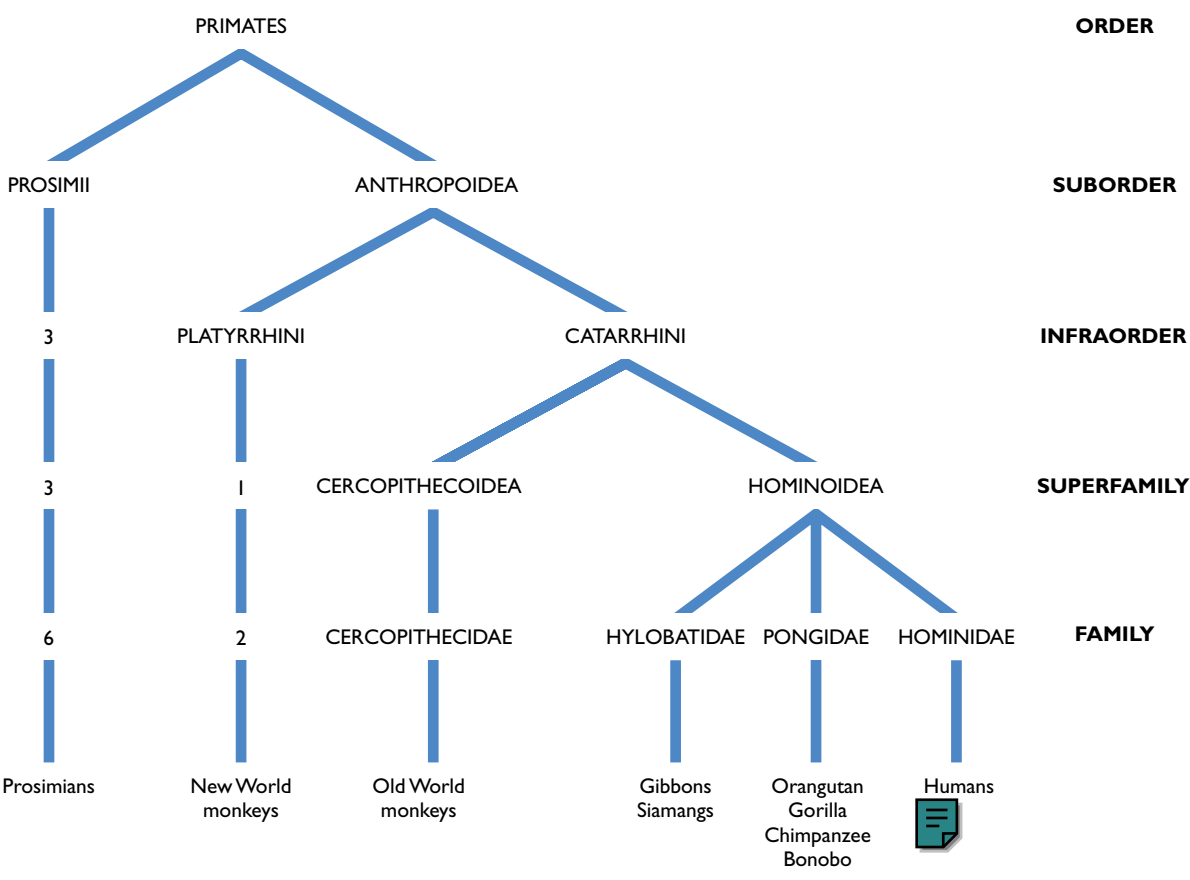 PRIMATES ORDER
PROSIMII ANTHROPOIDEA SUBORDER
3 PLATYRRHINI CATARRHINI INFRAORDER
3 1 CERCOPITHECOIDEA HOMINOIDEA SUPERFAMILY
6 2 CERCOPITHECIDAE HYLOBATIDAE PONGIDAE HOMINIDAE FAMILY
Prosimians New World Old World Gibbons Orangutan Humans
monkeys monkeys Siamangs Gorilla
Chimpanzee
Bonobo